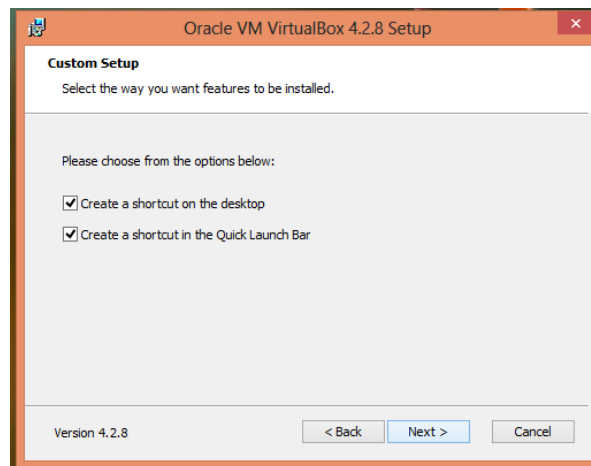 Oracle VM VirtualBox 4.2.8 Setup
Custom Setup
Select the way you want features to be installed.
Please choose from the options below:
Create a shortcut on the desktop
Create a shortcut in the Quick Launch Bar
Version 4.2.8
< Back
Next >
Cancel